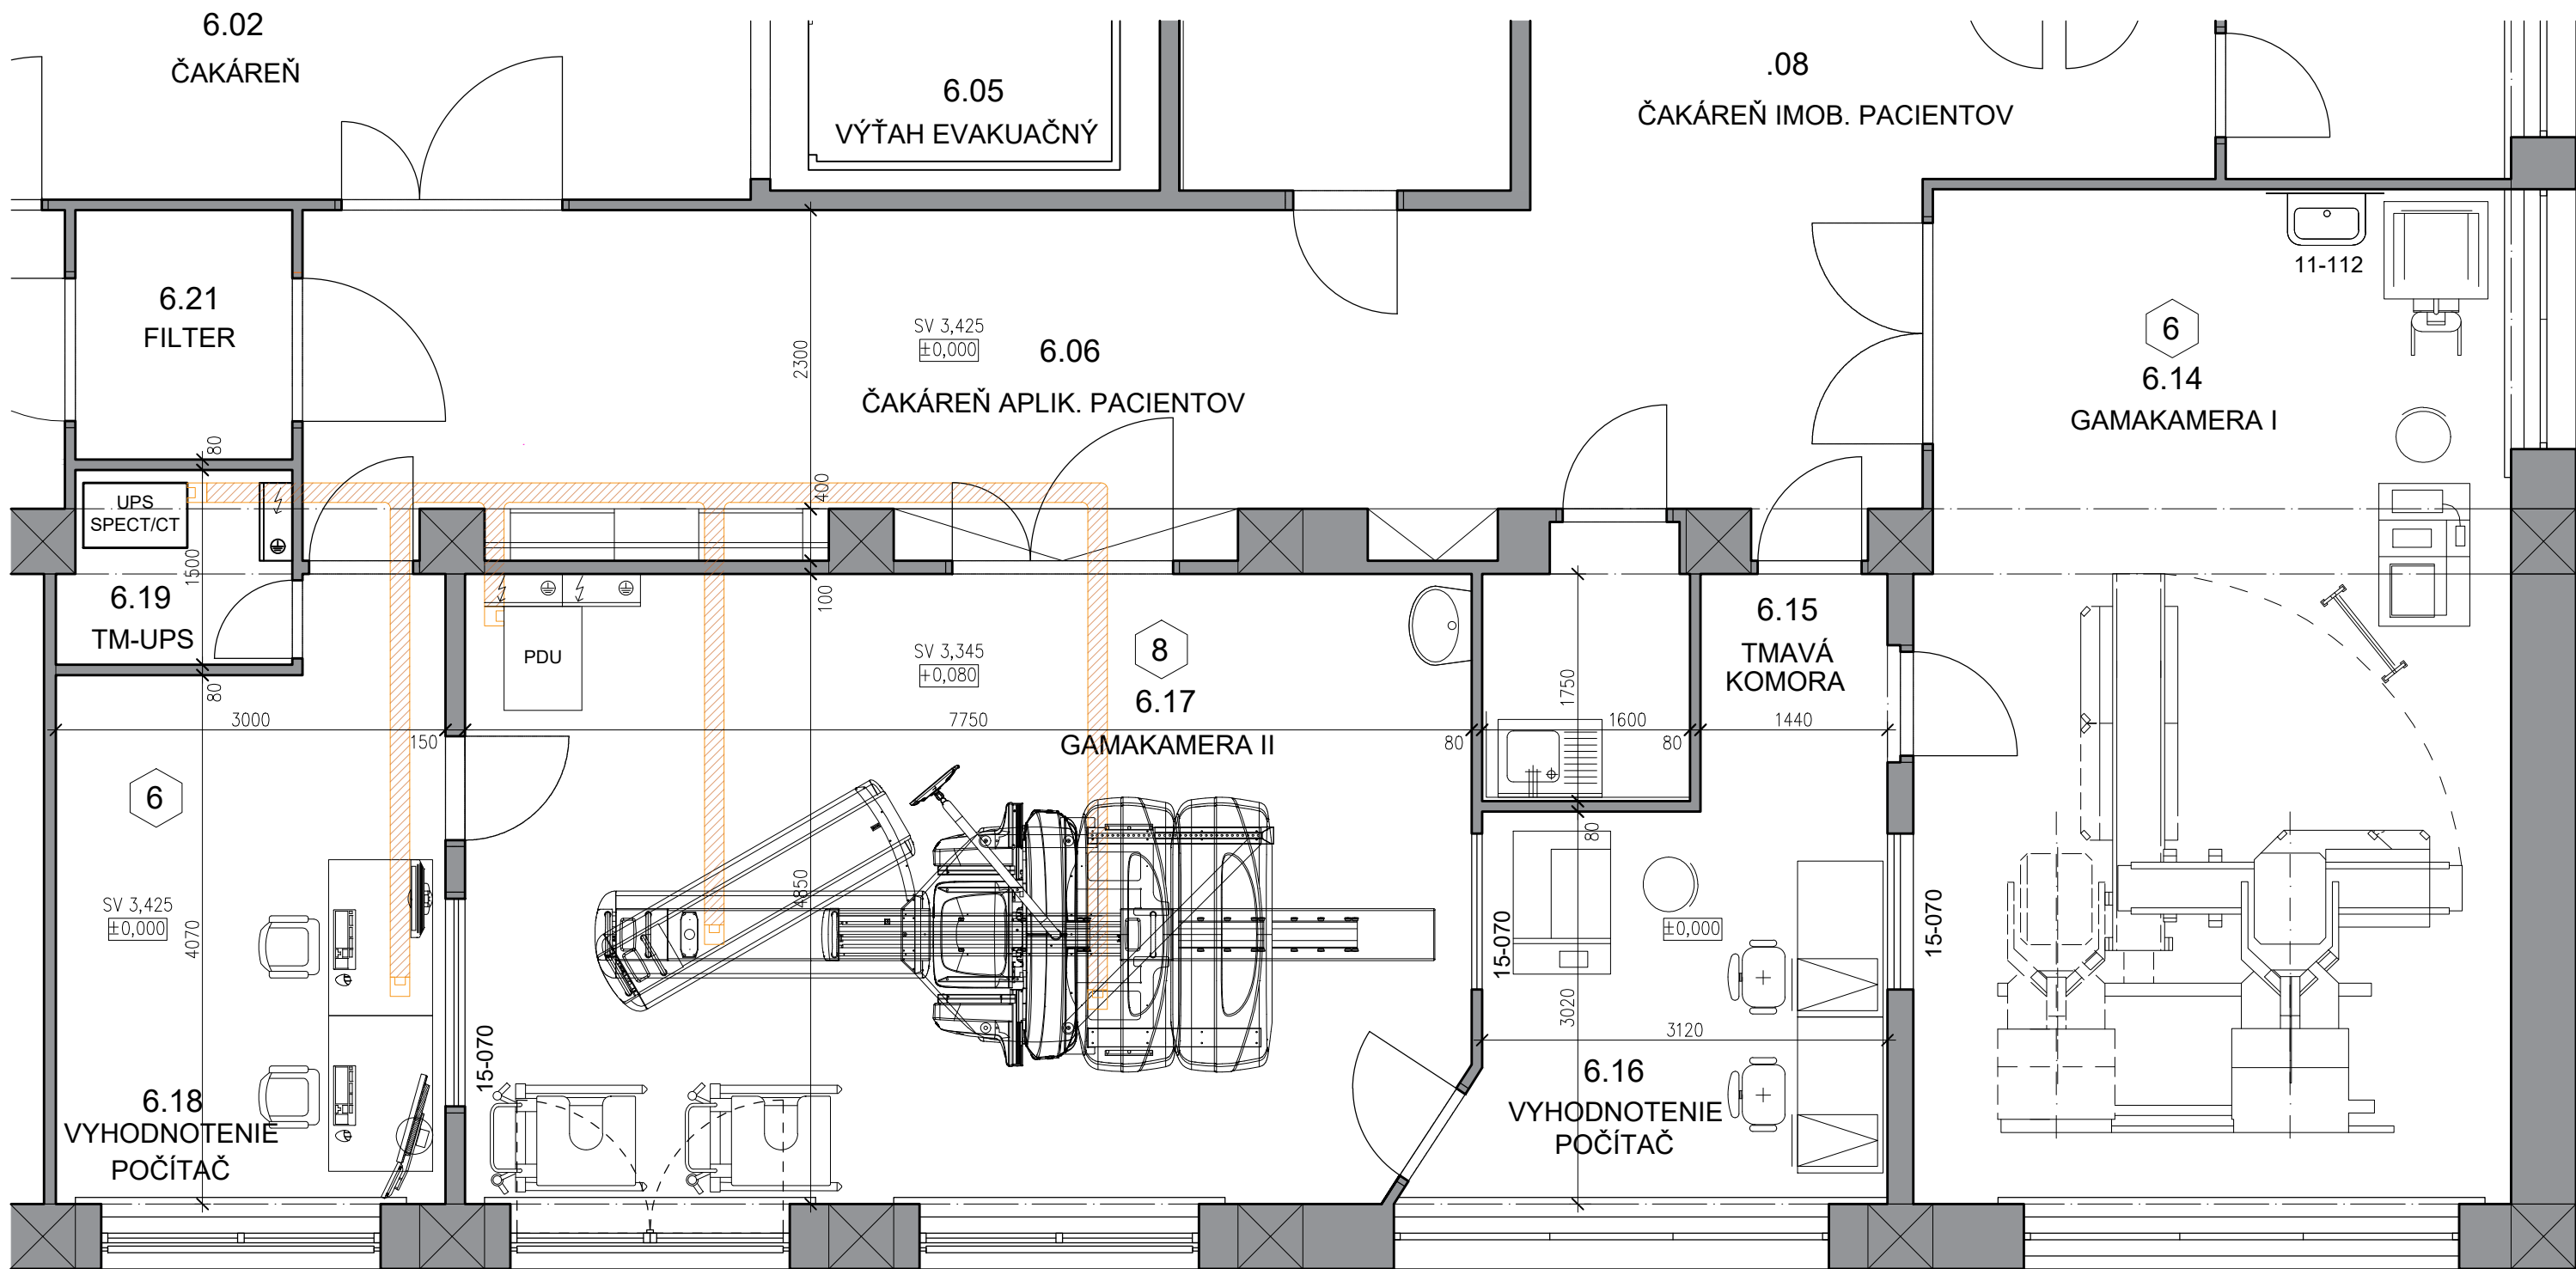 6.02
ČAKÁREŇ
6.05
VÝŤAH EVAKUAČNÝ
.08
ČAKÁREŇ IMOB. PACIENTOV
11-112
6.21
FILTER
SV 3,425
±0,000
2300
6.06
ČAKÁREŇ APLIK. PACIENTOV
6
6.14
GAMAKAMERA I
80
400
UPS
SPECT/CT
1500
6.19
TM-UPS
80
100
PDU
SV 3,345
+0,080
8
6.17
GAMAKAMERA II
1750
6.15
TMAVÁ
KOMORA
3000
150
7750
80
1600
80
1440
6
SV 3,425
±0,000
4070
4850
80
15-070
±0,000
15-070
3020
3120
15-070
6.18
VYHODNOTENIE
POČÍTAČ
6.16
VYHODNOTENIE
POČÍTAČ